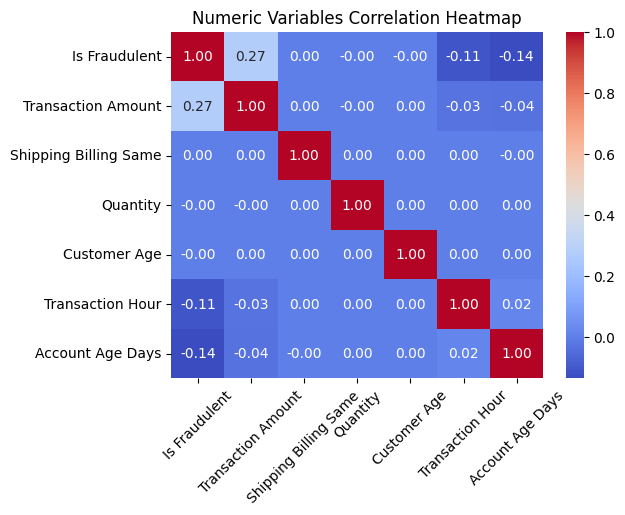 Numeric Variables Correlation Heatmap
Is Fraudulent 1.00 0.27 0.00 -0.00 -0.00 -0.11 -0.14
Transaction Amount 0.27 1.00 0.00 -0.00 0.00 -0.03 -0.04
Shipping Billing Same 0.00 0.00 1.00 0.00 0.00 0.00 -0.00
Quantity -0.00 -0.00 0.00 1.00 0.00 0.00 0.00
Customer Age -0.00 0.00 0.00 0.00 1.00 0.00 0.00
Transaction Hour -0.11 -0.03 0.00 0.00 0.00 1.00 0.02
Account Age Days -0.14 -0.04 -0.00 0.00 0.00 0.02 1.00
Is Fraudulent
Transaction Amount
Shipping Billing Same
Quantity
Customer Age
Transaction Hour
Account Age Days
1.0
0.8
0.6
0.4
0.2
0.0